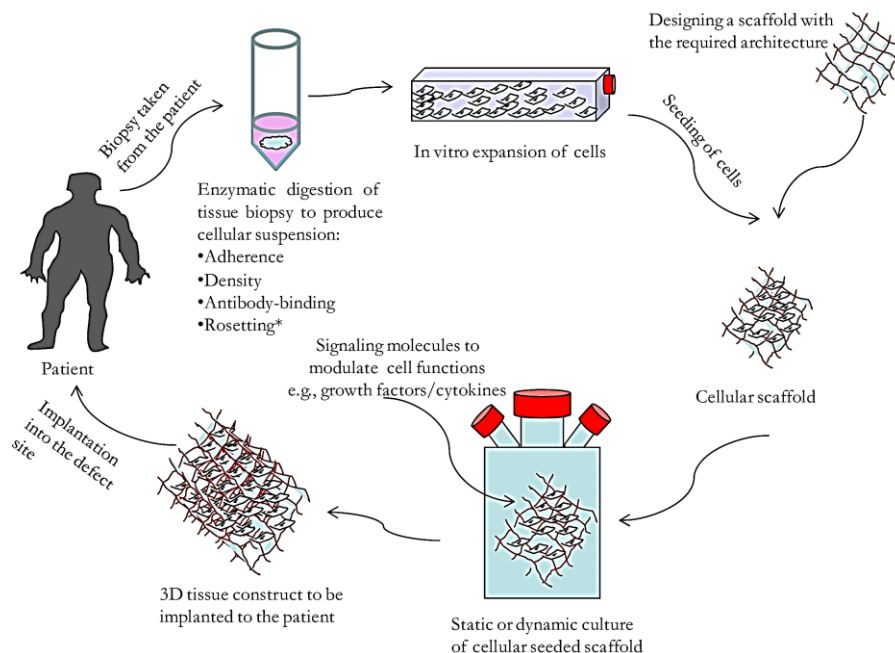 Designing a scaffold with
the required architecture
Biopsy taken
from the patient
In vitro expansion of cells
Seeding of cells
Enzymatic digestion of
tissue biopsy to produce
cellular suspension:
•Adherence
•Density
•Antibody-binding
•Rosetting*
Patient
Signaling molecules to
modulate cell functions
e.g., growth factors/cytokines
Cellular scaffold
Implantation
into the defect
site
3D tissue construct to be
implanted to the patient
Static or dynamic culture
of cellular seeded scaffold